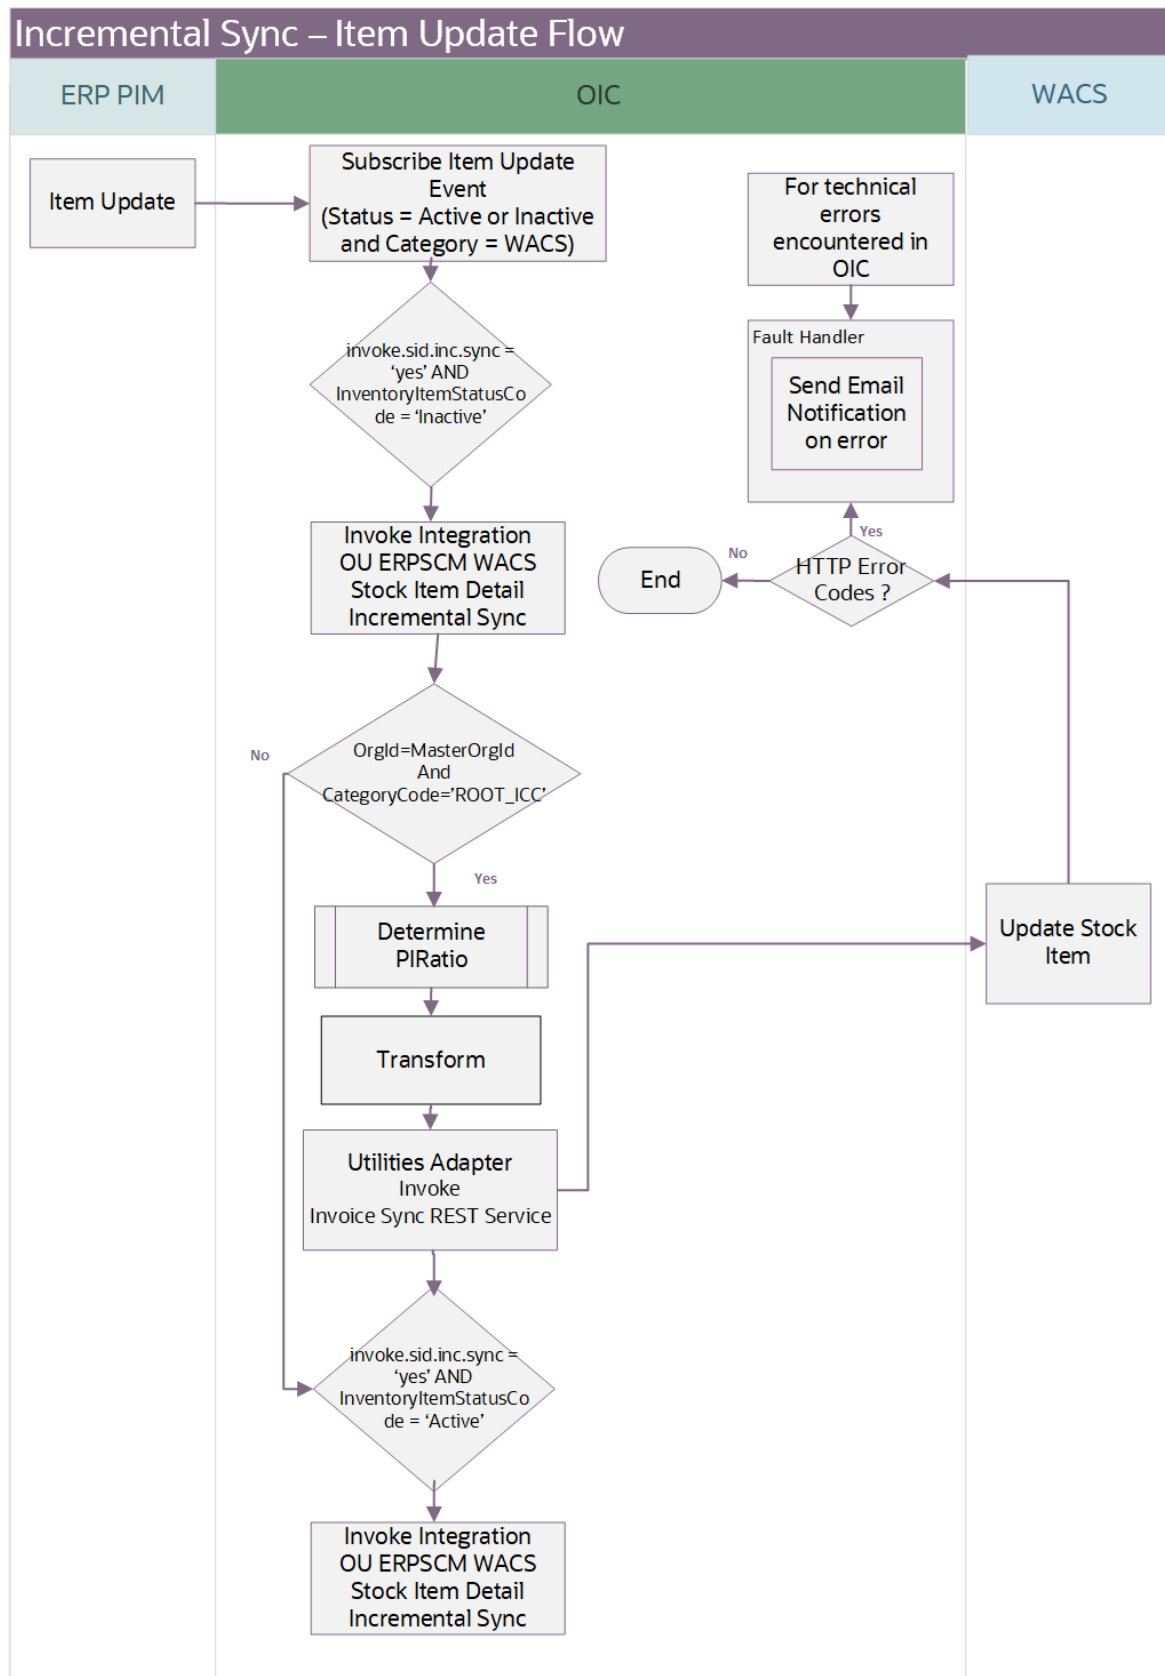 Incremental Sync – Item Update Flow
ERP PIM
OIC
WACS
Item Update
Subscribe Item Update
Event
(Status = Active or Inactive
and Category = WACS)
For technical
errors
encountered in
OIC
invoke.sid.inc.sync =
‘yes’ AND
InventoryItemStatusCo
de = ‘Inactive’
Fault Handler
Send Email
Notification
on error
Invoke Integration
OU ERPSCM WACS
Stock Item Detail
Incremental Sync
Yes
HTTP Error
Codes ?
No
End
OrgId=MasterOrgId
And
CategoryCode=’ROOT_ICC’
No
Yes
Determine
PIRatio
Update Stock
Item
Transform
Utilities Adapter
Invoke
Invoice Sync REST Service
invoke.sid.inc.sync =
‘yes’ AND
InventoryItemStatusCo
de = ‘Active’
Invoke Integration
OU ERPSCM WACS
Stock Item Detail
Incremental Sync